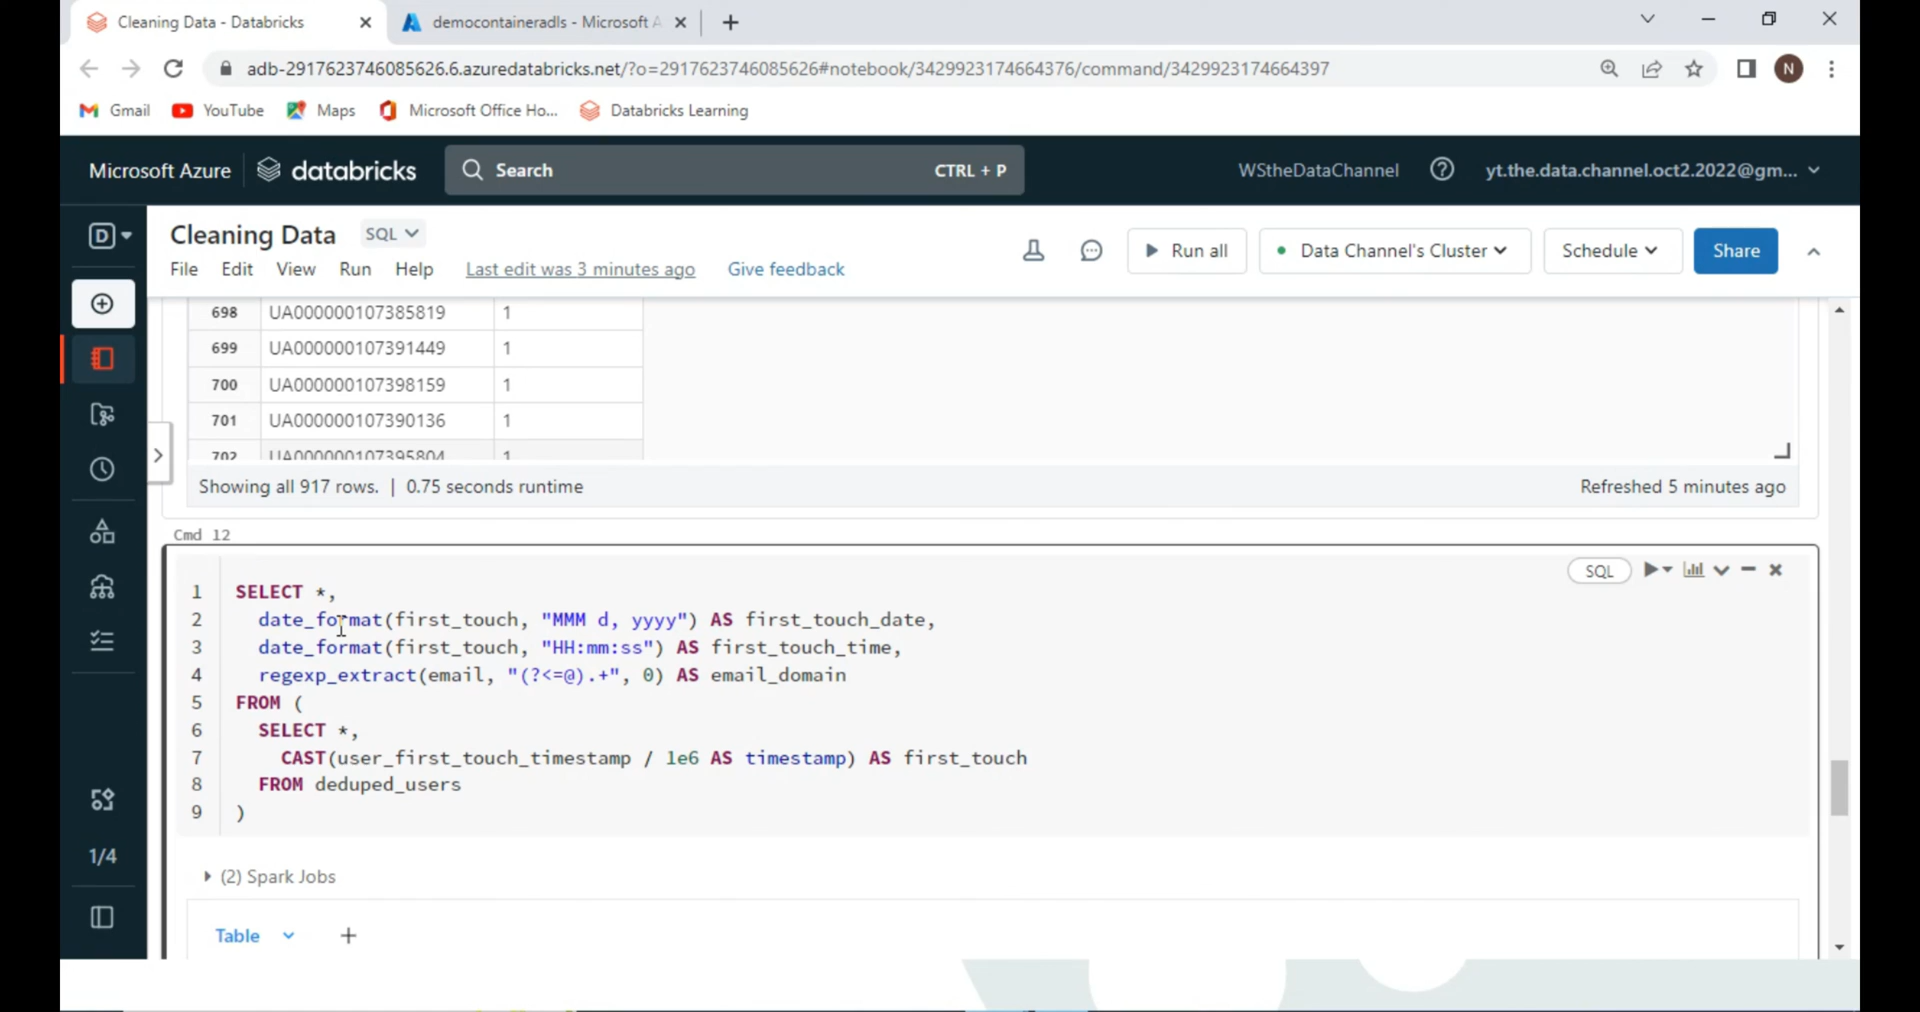 Cleaning Data - Databricks
democontaineradls - Microsoft A
adb-2917623746085626.6.azuredatabricks.net/?o=2917623746085626#notebook/3429923174664376/command/3429923174664397
N
Gmail YouTube Maps Microsoft Office Ho... Databricks Learning
Microsoft Azure databricks Search CTRL + P WStheDataChannel yt.the.data.channel.oct2.2022@gm...
D
Cleaning Data SQL
Run all Data Channel's Cluster Schedule Share
File Edit View Run Help Last edit was 3 minutes ago Give feedback
698 UA000000107385819 1
699 UA000000107391449 1
700 UA000000107398159 1
701 UA000000107390136 1
702 UA000000107395804 1
Showing all 917 rows. | 0.75 seconds runtime Refreshed 5 minutes ago
Cmd 12
SQL
1 SELECT *,
2 date_format(first_touch, "MMM d, yyyy") AS first_touch_date,
3 date_format(first_touch, "HH:mm:ss") AS first_touch_time,
4 regexp_extract(email, "(?<=@).+", 0) AS email_domain
5 FROM (
6 SELECT *,
7 CAST(user_first_touch_timestamp / 1e6 AS timestamp) AS first_touch
8 FROM deduped_users
9 )
1/4
(2) Spark Jobs
Table +